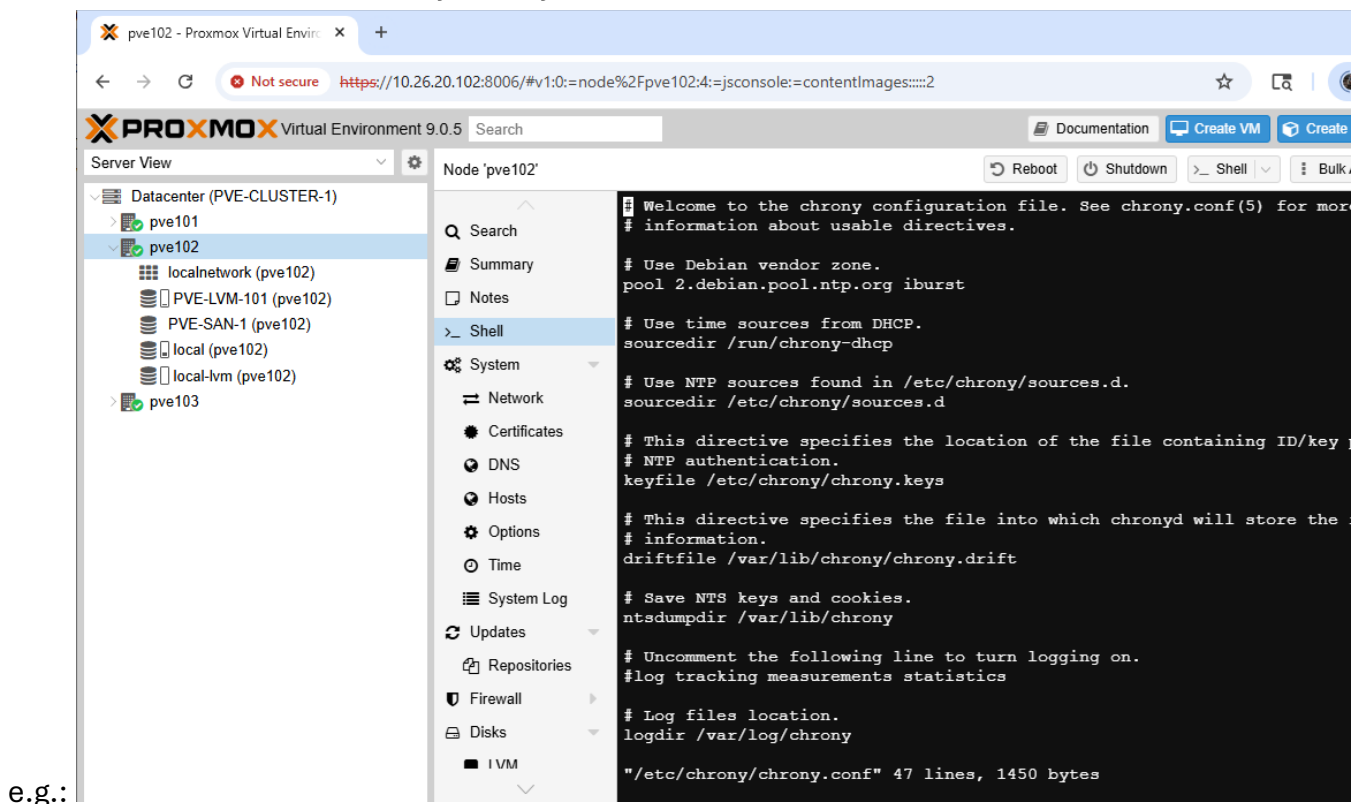 pve102 - Proxmox Virtual Enviro
Not secure https://10.26.20.102:8006/#v1:0:=node%2Fpve102:4:=jsconsole:=contentImages:::::2
PROXMOX Virtual Environment 9.0.5 Search
Documentation Create VM Create
Server View
Node 'pve102'
Reboot Shutdown >_ Shell Bulk
Datacenter (PVE-CLUSTER-1)
pve101
pve102
localnetwork (pve102)
PVE-LVM-101 (pve102)
PVE-SAN-1 (pve102)
local (pve102)
local-lvm (pve102)
pve103
Search
Summary
Notes
>_ Shell
System
Network
Certificates
DNS
Hosts
Options
Time
System Log
Updates
Repositories
Firewall
Disks
LVM
# Welcome to the chrony configuration file. See chrony.conf(5) for more
# information about usable directives.
# Use Debian vendor zone.
pool 2.debian.pool.ntp.org iburst
# Use time sources from DHCP.
sourcedir /run/chrony-dhcp
# Use NTP sources found in /etc/chrony/sources.d.
sourcedir /etc/chrony/sources.d
# This directive specifies the location of the file containing ID/key
# NTP authentication.
keyfile /etc/chrony/chrony.keys
# This directive specifies the file into which chronyd will store the
# information.
driftfile /var/lib/chrony/chrony.drift
# Save NTS keys and cookies.
ntsdumpdir /var/lib/chrony
# Uncomment the following line to turn logging on.
#log tracking measurements statistics
# Log files location.
logdir /var/log/chrony
"/etc/chrony/chrony.conf" 47 lines, 1450 bytes
e.g.: